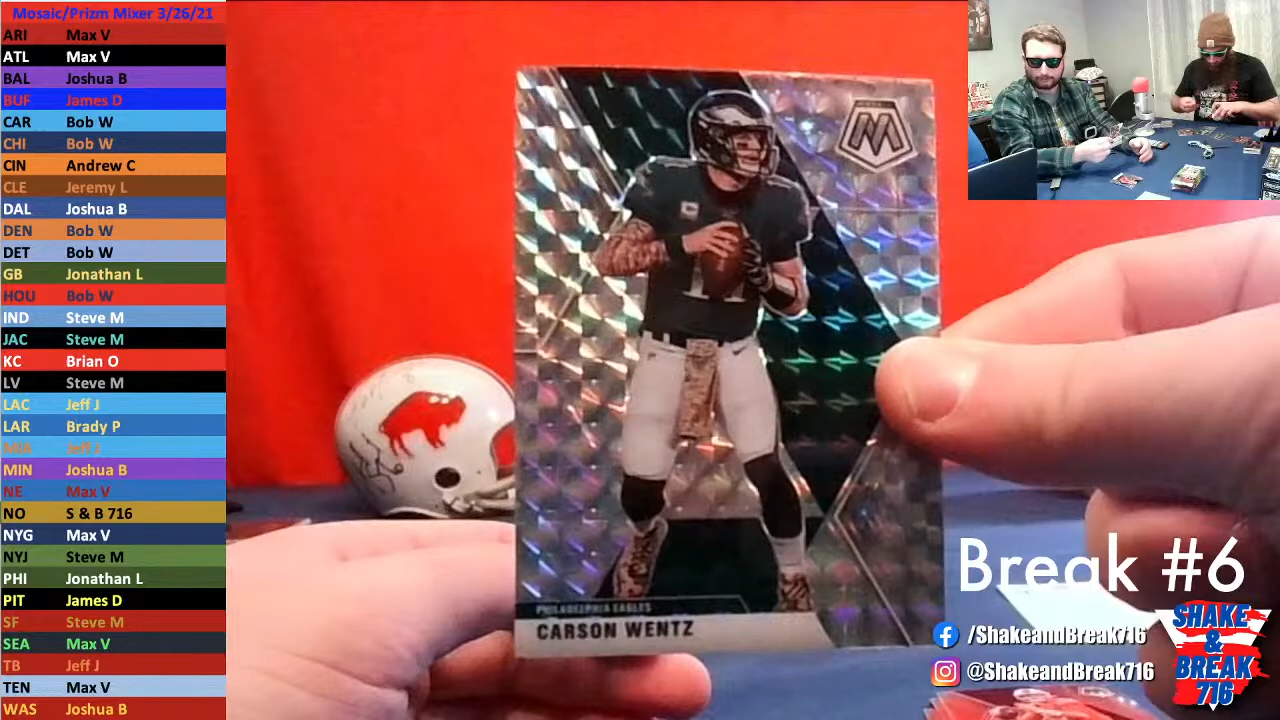 Mosaic/Prizm Mixer 3/26/21
ARI Max V
ATL Max V
BAL Joshua B
BUF James D
CAR Bob W
CHI Bob W
CIN Andrew C
CLE Jeremy L
DAL Joshua B
DEN Bob W
DET Bob W
GB Jonathan L
HOU Bob W
IND Steve M
JAC Steve M
KC Brian O
LV Steve M
LAC Jeff J
LAR Brady P
MIA Jeff J
MIN Joshua B
NE Max V
NO S & B 716
NYG Max V
NYJ Steve M
PHI Jonathan L
PIT James D
SF Steve M
SEA Max V
TB Jeff J
TEN Max V
WAS Joshua B
M
11
PHILADELPHIA EAGLES
CARSON WENTZ
Break #6
/ShakeandBreak716
@ShakeandBreak716
SHAKE
&
BREAK
716